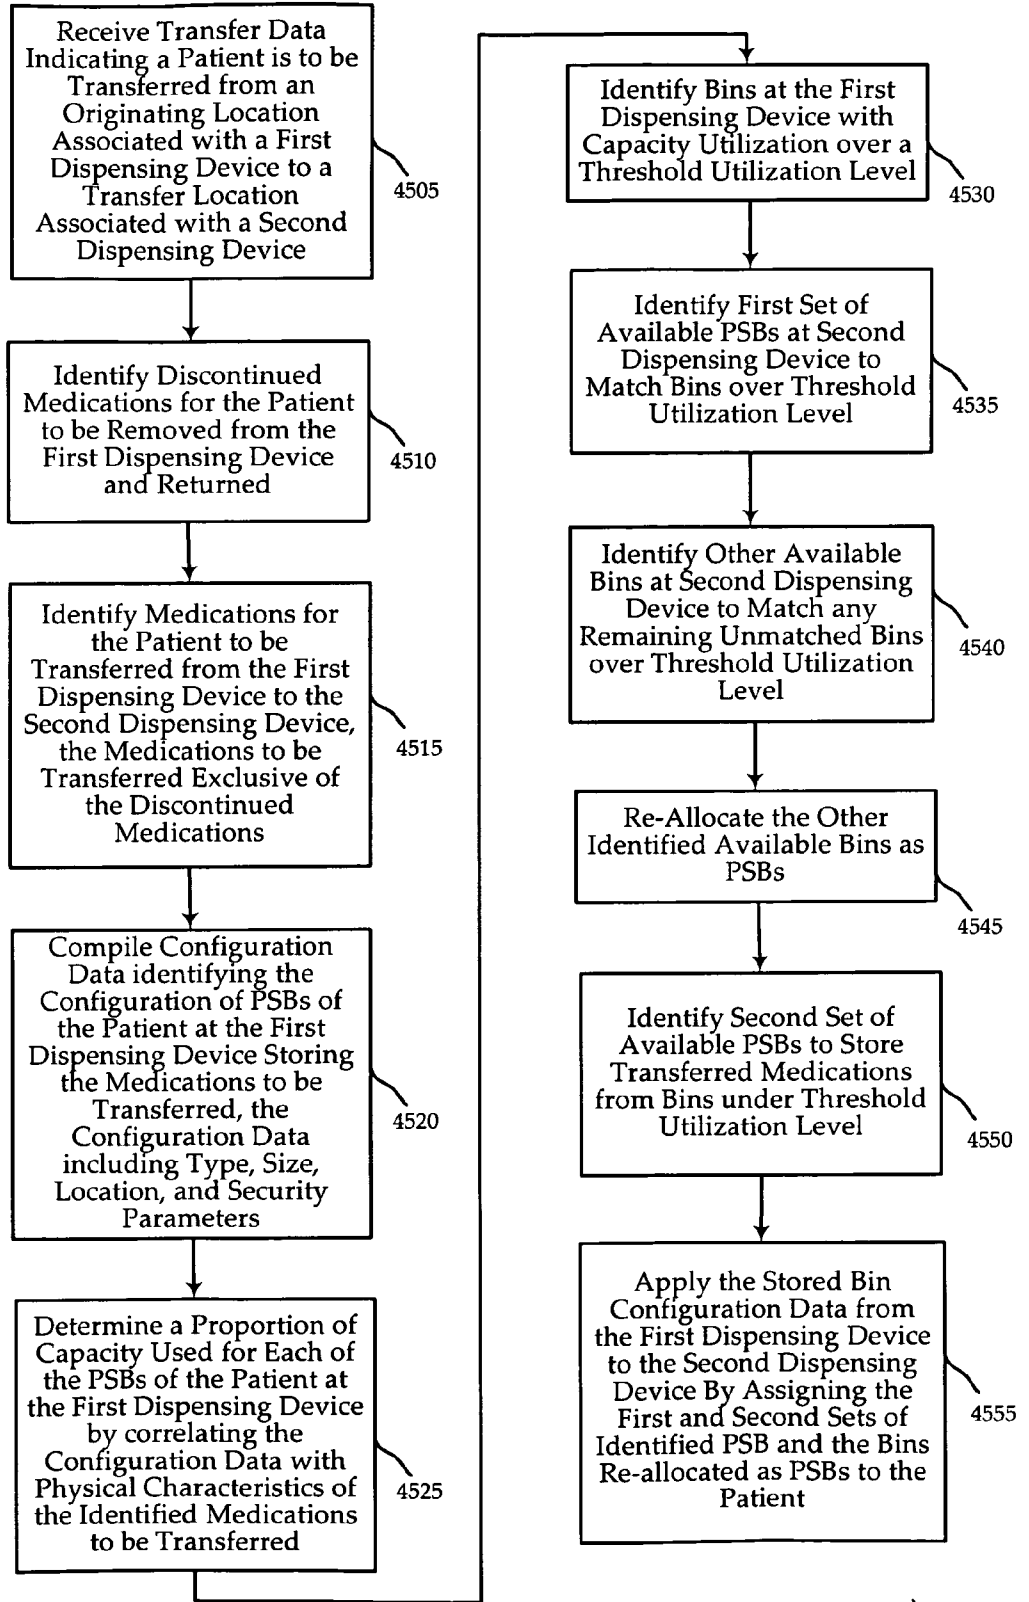 Receive Transfer Data
Indicating a Patient is to be
Transferred from an
Originating Location
Associated with a First
Dispensing Device to a
Transfer Location
Associated with a Second
Dispensing Device
4505
Identify Discontinued
Medications for the Patient
to be Removed from the
First Dispensing Device
and Returned
4510
Identify Medications for
the Patient to be
Transferred from the First
Dispensing Device to the
Second Dispensing Device,
the Medications to be
Transferred Exclusive of
the Discontinued
Medications
4515
Compile Configuration
Data identifying the
Configuration of PSBs of
the Patient at the First
Dispensing Device Storing
the Medications to be
Transferred, the
Configuration Data
including Type, Size,
Location, and Security
Parameters
4520
Determine a Proportion of
Capacity Used for Each of
the PSBs of the Patient at
the First Dispensing Device
by correlating the
Configuration Data with
Physical Characteristics of
the Identified Medications
to be Transferred
4525
Identify Bins at the First
Dispensing Device with
Capacity Utilization over a
Threshold Utilization Level
4530
Identify First Set of
Available PSBs at Second
Dispensing Device to
Match Bins over Threshold
Utilization Level
4535
Identify Other Available
Bins at Second Dispensing
Device to Match any
Remaining Unmatched Bins
over Threshold Utilization
Level
4540
Re-Allocate the Other
Identified Available Bins as
PSBs
4545
Identify Second Set of
Available PSBs to Store
Transferred Medications
from Bins under Threshold
Utilization Level
4550
Apply the Stored Bin
Configuration Data from
the First Dispensing Device
to the Second Dispensing
Device By Assigning the
First and Second Sets of
Identified PSB and the Bins
Re-allocated as PSBs to the
Patient
4555